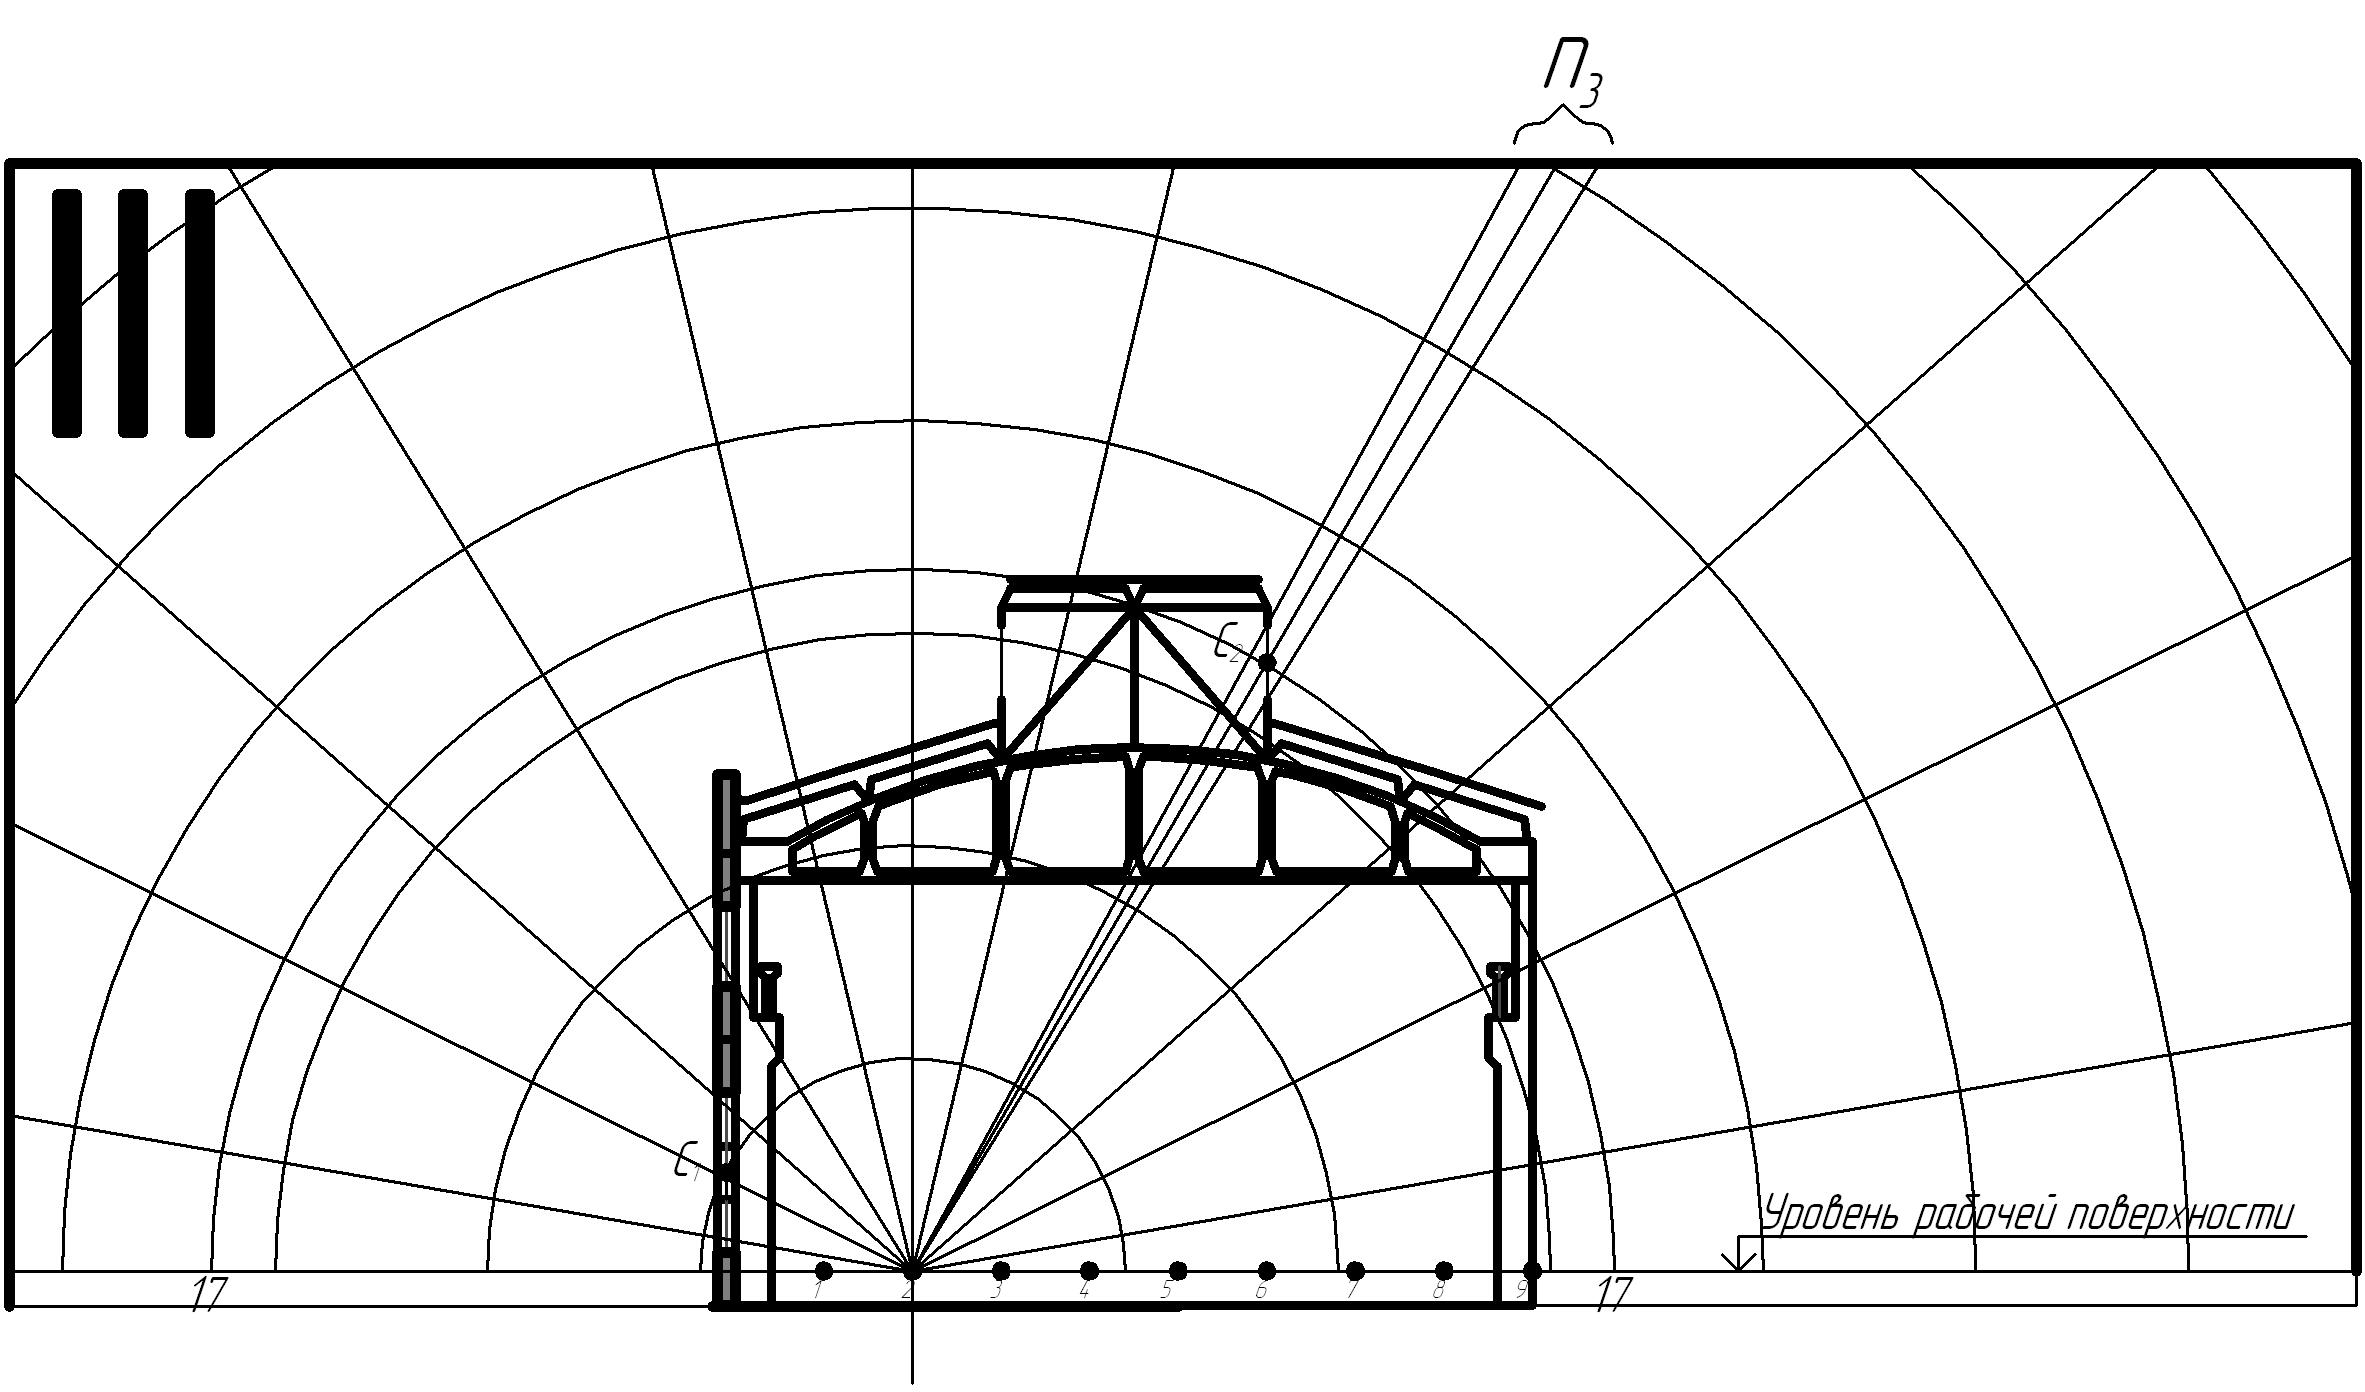 П3
III
С2
С1
Уровень рабочей поверхности
17 1 2 3 4 5 6 7 8 9 17